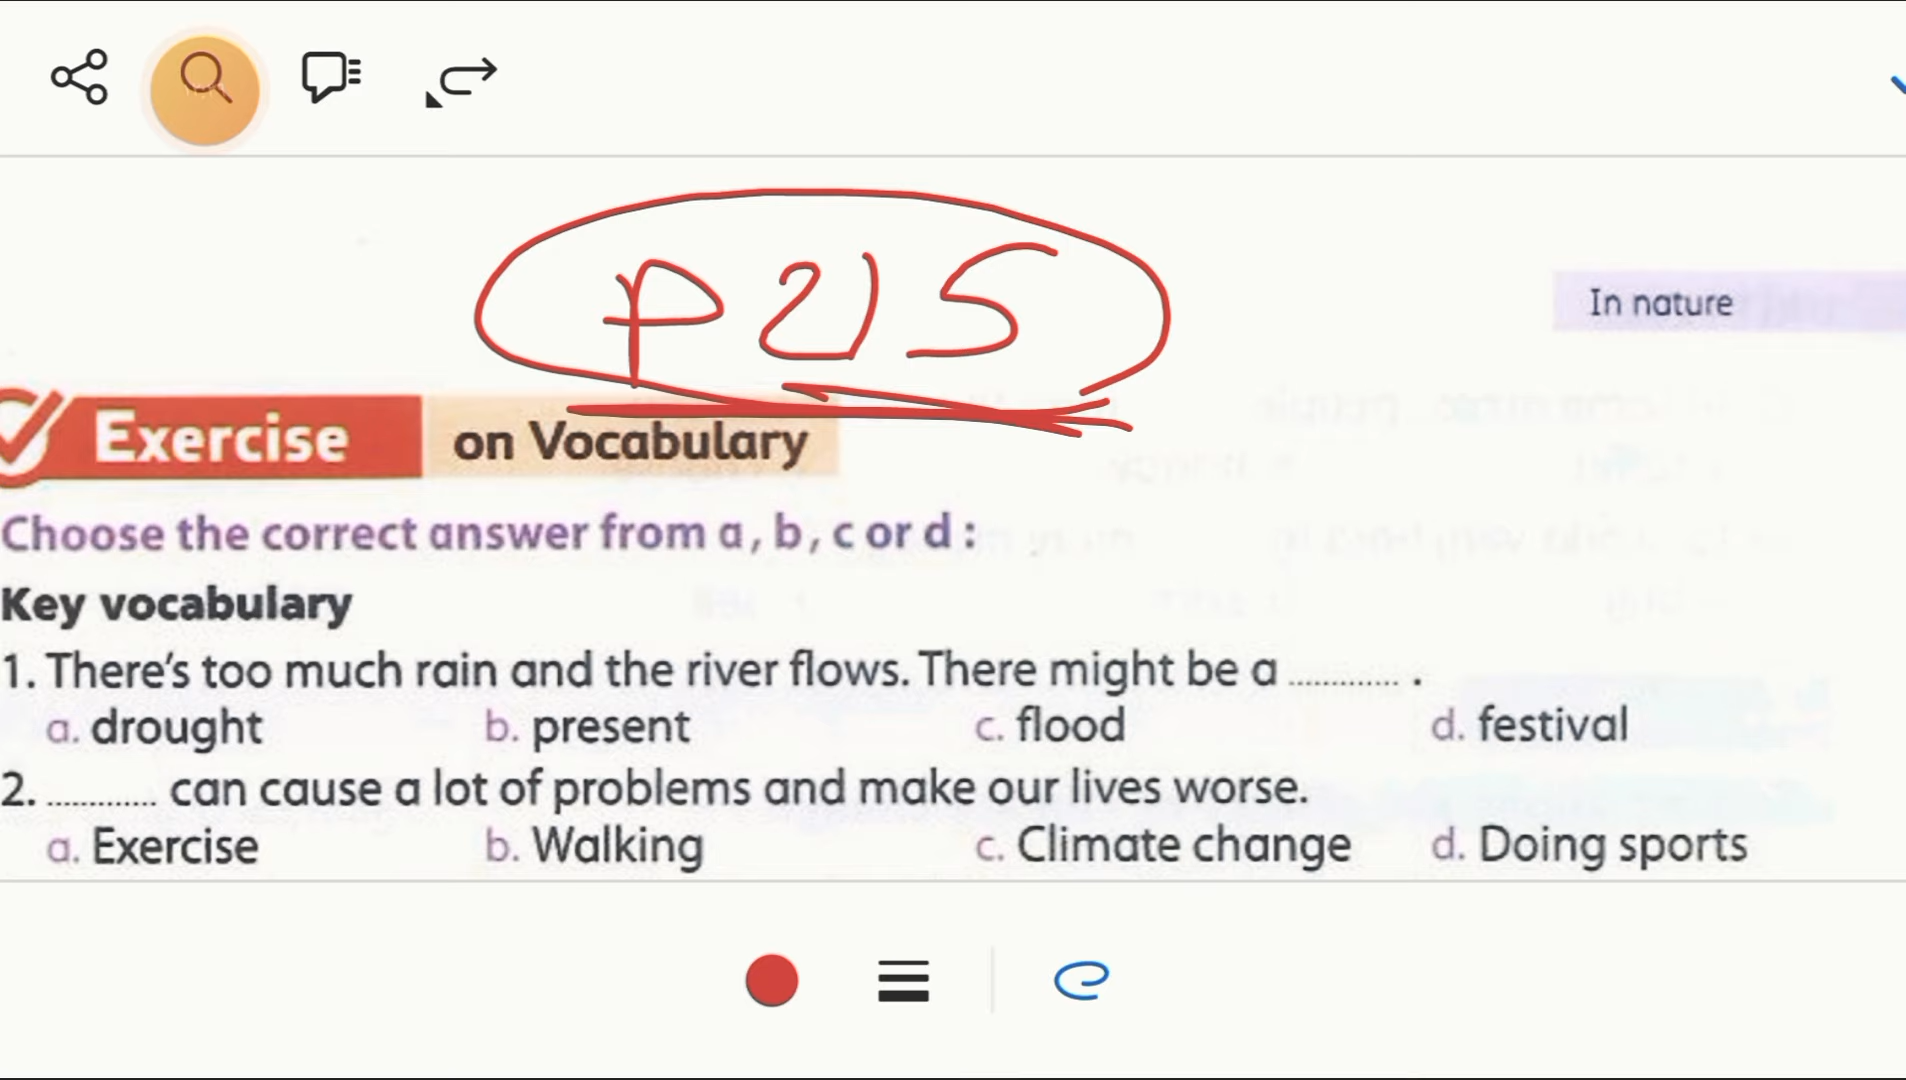 P215
In nature
Exercise on Vocabulary
Choose the correct answer from a, b, c or d :
Key vocabulary
1. There's too much rain and the river flows. There might be a ............ .
a. drought b. present c. flood d. festival
2. ............ can cause a lot of problems and make our lives worse.
a. Exercise b. Walking c. Climate change d. Doing sports